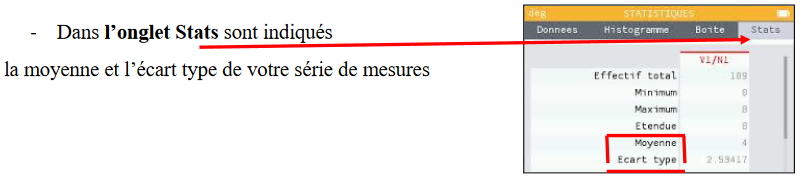 - Dans l’onglet Stats sont indiqués
la moyenne et l’écart type de votre série de mesures
deg STATISTIQUES
Donnees Histogramme Boite Stats
V1/N1
Effectif total 109
Minimum 0
Maximum 8
Etendue 8
Moyenne 4
Ecart type 2.53417